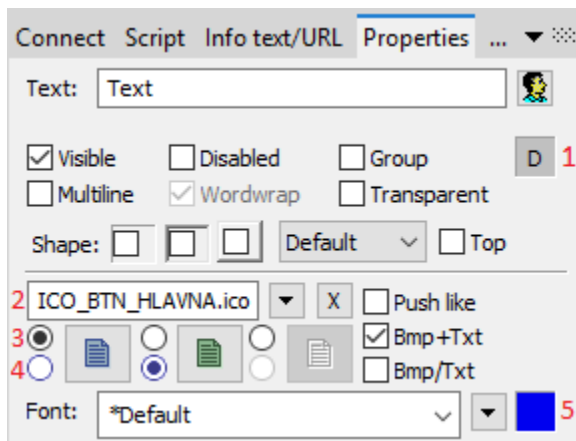 Connect Script Info text/URL Properties ...
Text: Text
Visible Disabled Group D 1
Multiline Wordwrap Transparent
Shape: Default Top
2 ICO_BTN_HLAVNA.ico X Push like
3 Bmp+Txt
4 Bmp/Txt
Font: *Default 5